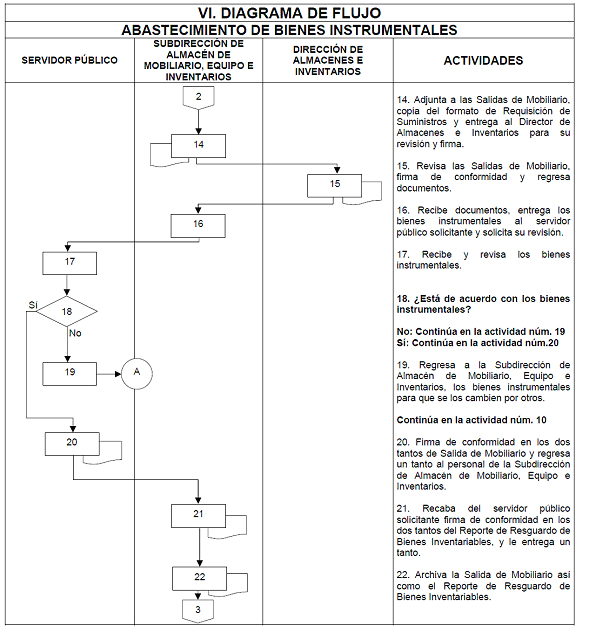 VI. DIAGRAMA DE FLUJO
ABASTECIMIENTO DE BIENES INSTRUMENTALES
SERVIDOR PÚBLICO
SUBDIRECCIÓN DE
ALMACÉN DE
MOBILIARIO, EQUIPO E
INVENTARIOS
DIRECCIÓN DE
ALMACENES E
INVENTARIOS
ACTIVIDADES
2
14
15
16
17
Sí
18
No
19
A
20
21
22
3
14. Adjunta a las Salidas de Mobiliario,
copia del formato de Requisición de
Suministros y entrega al Director de
Almacenes e Inventarios para su
revisión y firma.
15. Revisa las Salidas de Mobiliario,
firma de conformidad y regresa
documentos.
16. Recibe documentos, entrega los
bienes instrumentales al servidor
público solicitante y solicita su revisión.
17. Recibe y revisa los bienes
instrumentales.
18. ¿Está de acuerdo con los bienes
instrumentales?
No: Continúa en la actividad núm. 19
Sí: Continúa en la actividad núm.20
19. Regresa a la Subdirección de
Almacén de Mobiliario, Equipo e
Inventarios, los bienes instrumentales
para que se los cambien por otros.
Continúa en la actividad núm. 10
20. Firma de conformidad en los dos
tantos de Salida de Mobiliario y regresa
un tanto al personal de la Subdirección
de Almacén de Mobiliario, Equipo e
Inventarios.
21. Recaba del servidor público
solicitante firma de conformidad en los
dos tantos del Reporte de Resguardo de
Bienes Inventariables, y le entrega un
tanto.
22. Archiva la Salida de Mobiliario así
como el Reporte de Resguardo de
Bienes Inventariables.